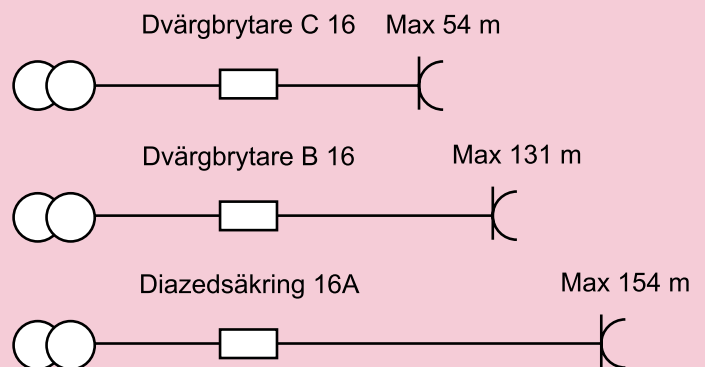 Dvärgbrytare C 16 Max 54 m
Dvärgbrytare B 16 Max 131 m
Diazedsäkring 16A Max 154 m